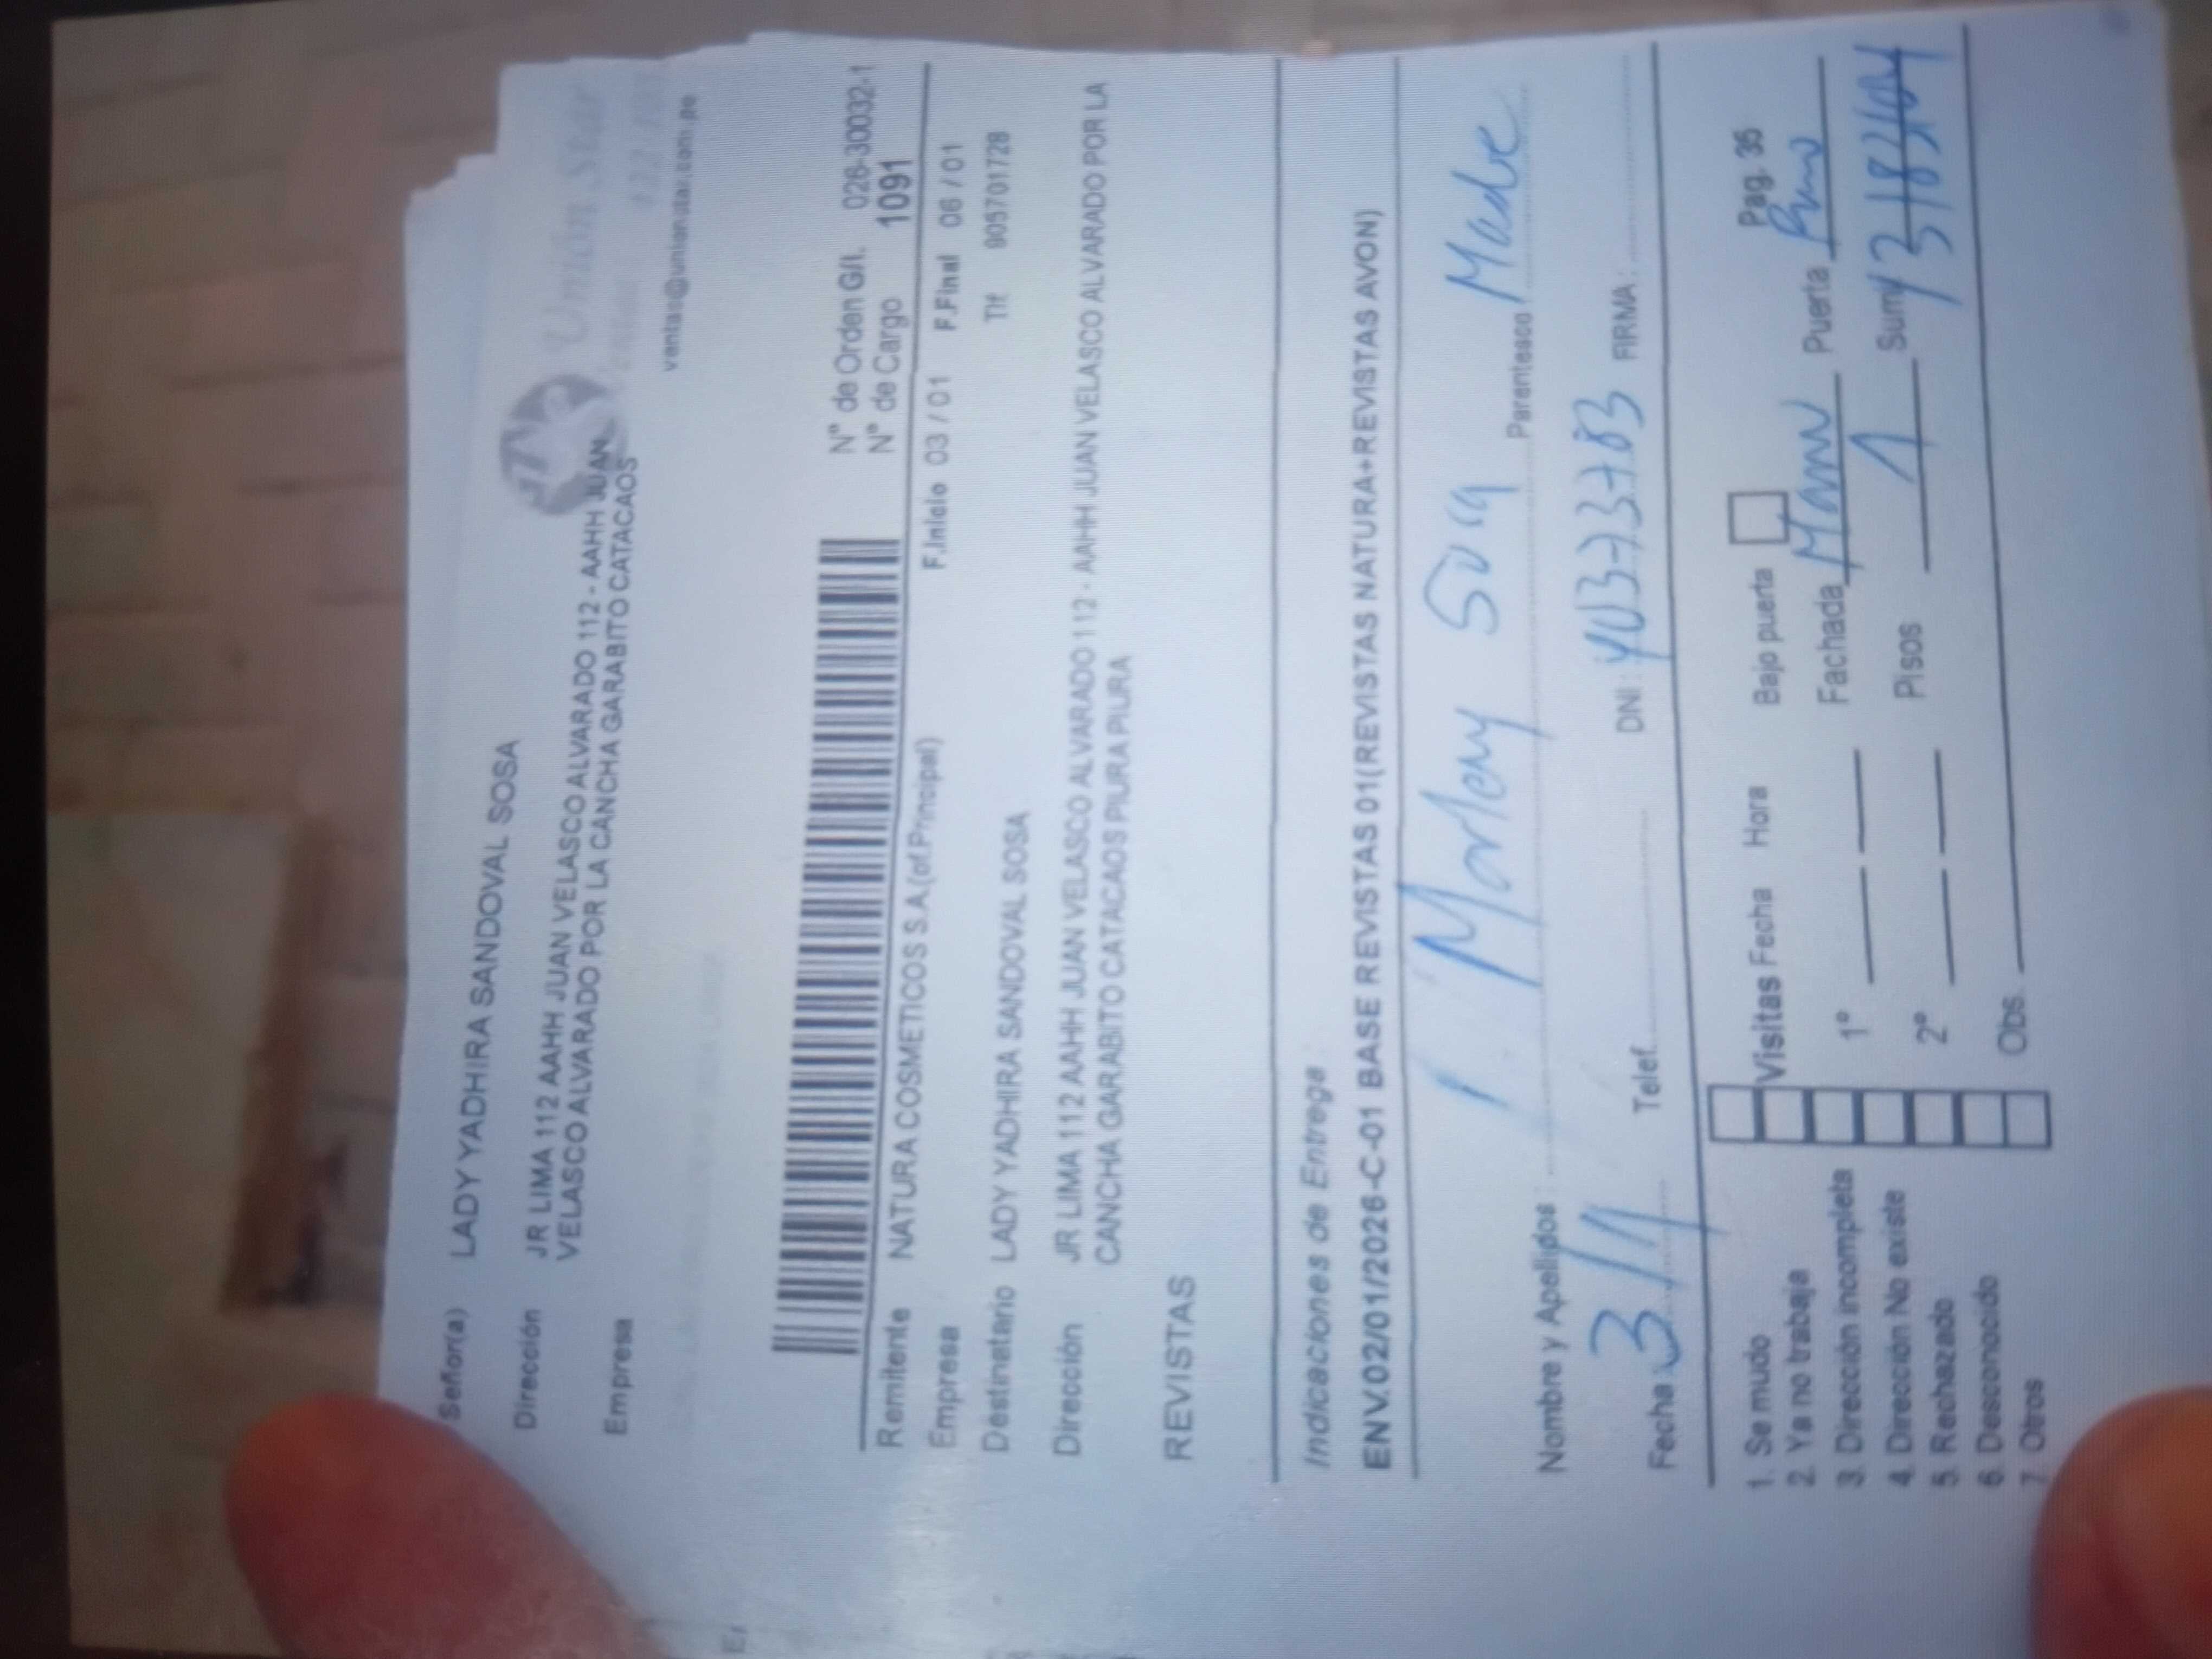 Señor(a) LADY YADHIRA SANDOVAL SOSA
Dirección JR LIMA 112 AAHH JUAN VELASCO ALVARADO 112 - AAHH JUAN
VELASCO ALVARADO POR LA CANCHA GARABITO CATACAOS
Empresa
Unión Star
ventas@unionstar.com.pe
N° de Orden G/I. 026-30032-1
N° de Cargo 1091
Remitente NATURA COSMETICOS S.A.(of.Principal)
F.Inicio 03 / 01 F.Final 06 / 01
Empresa
Destinatario LADY YADHIRA SANDOVAL SOSA
Tlf 905701728
Dirección JR LIMA 112 AAHH JUAN VELASCO ALVARADO 112 - AAHH JUAN VELASCO ALVARADO POR LA
CANCHA GARABITO CATACAOS PIURA PIURA
REVISTAS
Indicaciones de Entrega
ENV.02/01/2026-C-01 BASE REVISTAS 01(REVISTAS NATURA+REVISTAS AVON)
Nombre y Apellidos : Marleny Sosa Parentesco Madre
Fecha 3/1 Telef. DNI : 40373783 FIRMA :
1. Se mudo
2. Ya no trabaja
3. Dirección incompleta
4. Dirección No existe
5. Rechazado
6. Desconocido
7. Otros
Visitas Fecha Hora Bajo puerta Pag. 36
1° Fachada Puerta
2° Pisos 1 Sum
Obs.